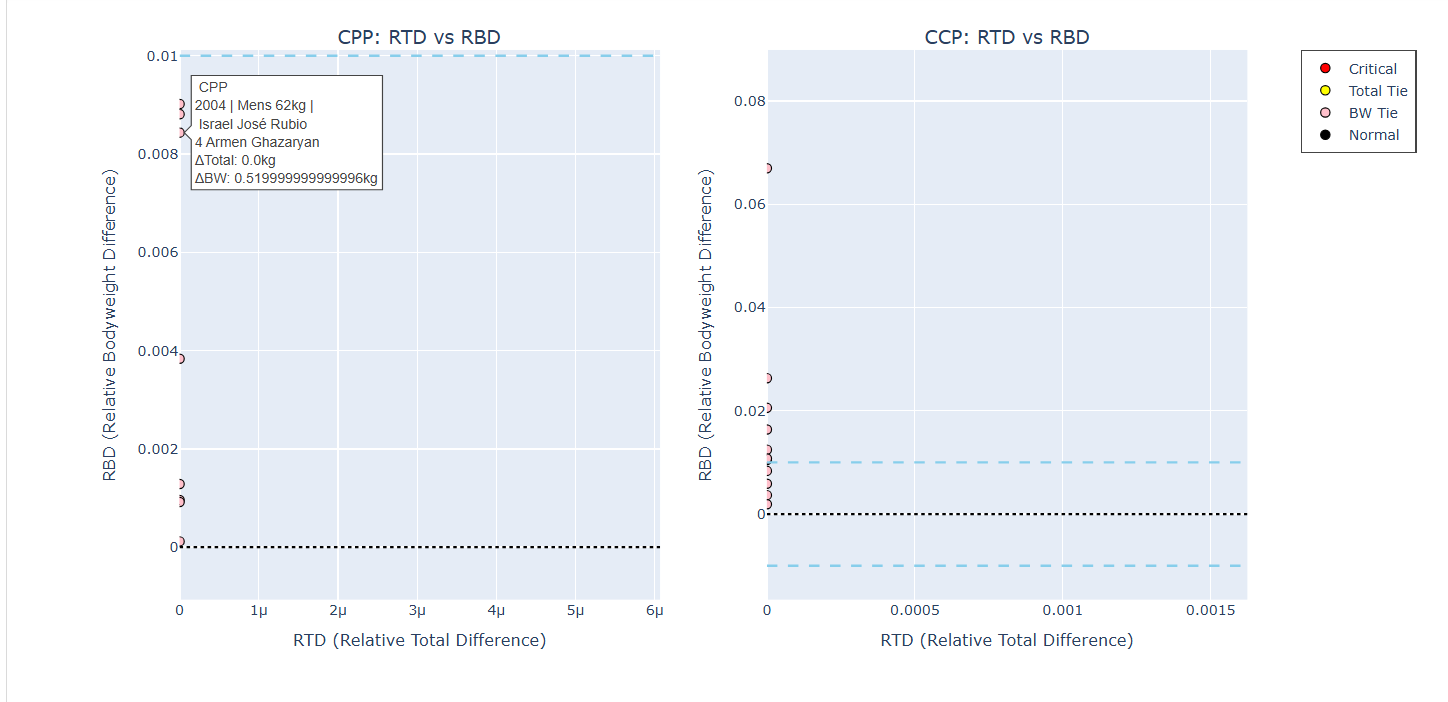 CPP: RTD vs RBD
0.01
0.008
0.006
0.004
0.002
0
RBD (Relative Bodyweight Difference)
CPP
2004 | Mens 62kg |
Israel José Rubio
4 Armen Ghazaryan
ΔTotal: 0.0kg
ΔBW: 0.519999999999996kg
0
1μ
2μ
3μ
4μ
5μ
6μ
RTD (Relative Total Difference)
CCP: RTD vs RBD
0.08
0.06
0.04
0.02
0
RBD (Relative Bodyweight Difference)
0
0.0005
0.001
0.0015
RTD (Relative Total Difference)
Critical
Total Tie
BW Tie
Normal